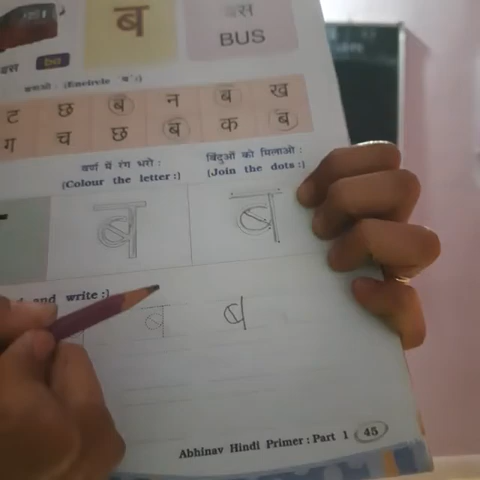 ब
बस
BUS
बस
ba
(Encircle 'ब':)
ट छ ब न ब ख
ग च छ ब क ब
वर्ण में रंग भरो :
{Colour the letter:}
बिंदुओं को मिलाओ :
{Join the dots:}
ब
ब
and write:}
ब
ब
Abhinav Hindi Primer : Part 1
45